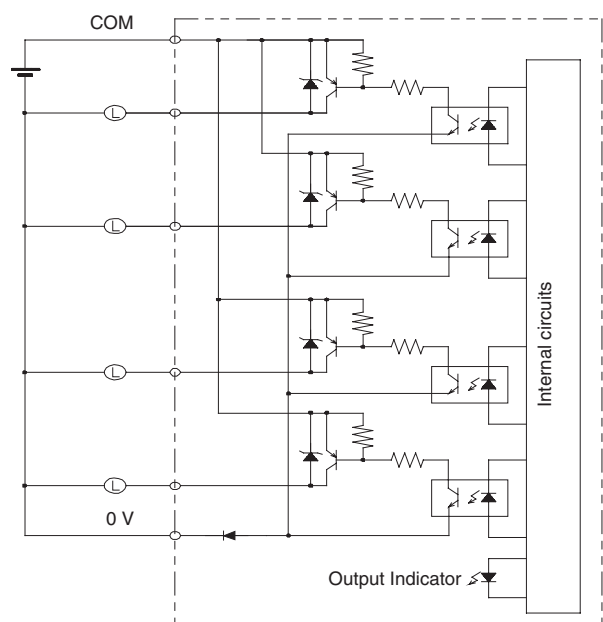 COM
L
L
L
L
0 V
Internal circuits
Output Indicator